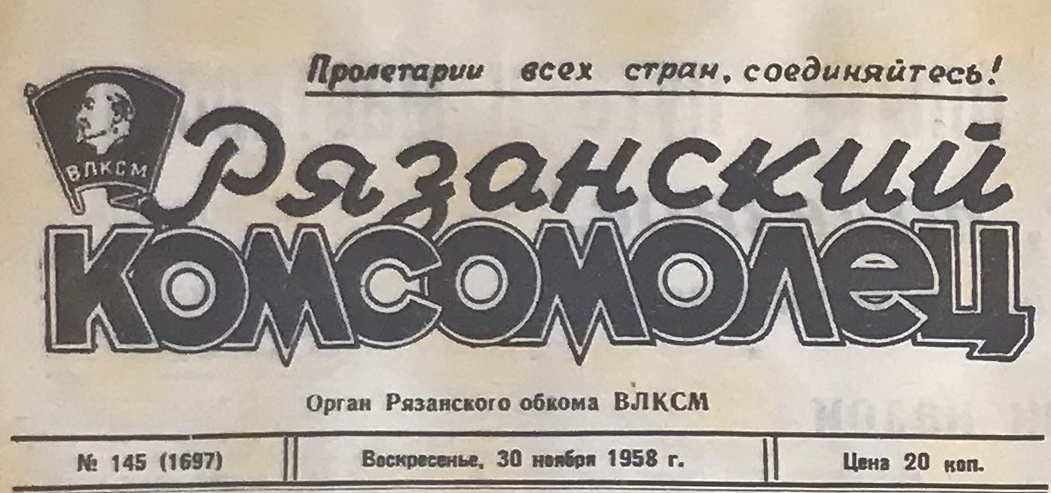 Пролетарии всех стран, соединяйтесь!
ВЛКСМ
Рязанский
КОМСОМОЛЕЦ
Орган Рязанского обкома ВЛКСМ
№ 145 (1697)
Воскресенье, 30 ноября 1958 г.
Цена 20 коп.